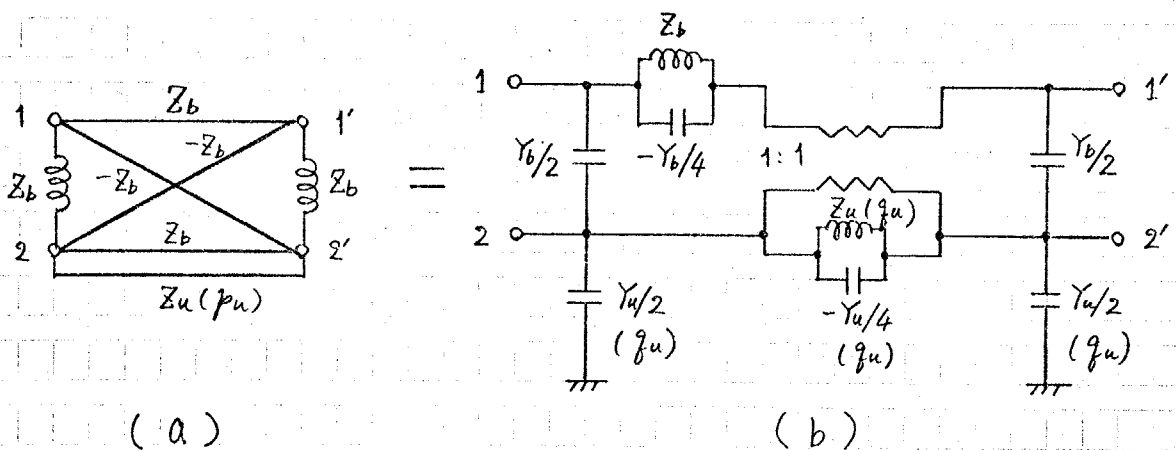 1
Z_b
1'
-Z_b
-Z_b
Z_b
Z_b
2
Z_b
2'
Z_u(p_u)
(a)
=
Z_b
1
1'
Y_b/2
-Y_b/4
1:1
Y_b/2
Z_u(q_u)
2
2'
Y_u/2
(q_u)
-Y_u/4
(q_u)
Y_u/2
(q_u)
(b)